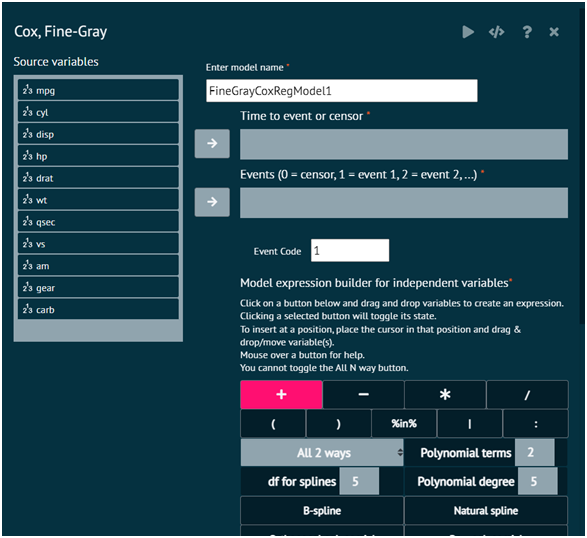 Cox, Fine-Gray
Source variables
mpg
cyl
disp
hp
drat
wt
qsec
vs
am
gear
carb
Enter model name *
FineGrayCoxRegModel1
Time to event or censor *
Events (0 = censor, 1 = event 1, 2 = event 2, ...) *
Event Code 1
Model expression builder for independent variables*
Click on a button below and drag and drop variables to create an expression.
Clicking a selected button will toggle its state.
To insert at a position, place the cursor in that position and drag &
drop/move variable(s).
Mouse over a button for help.
You cannot toggle the All N way button.
+ − * /
( ) %in% | :
All 2 ways Polynomial terms 2
df for splines 5 Polynomial degree 5
B-spline Natural spline